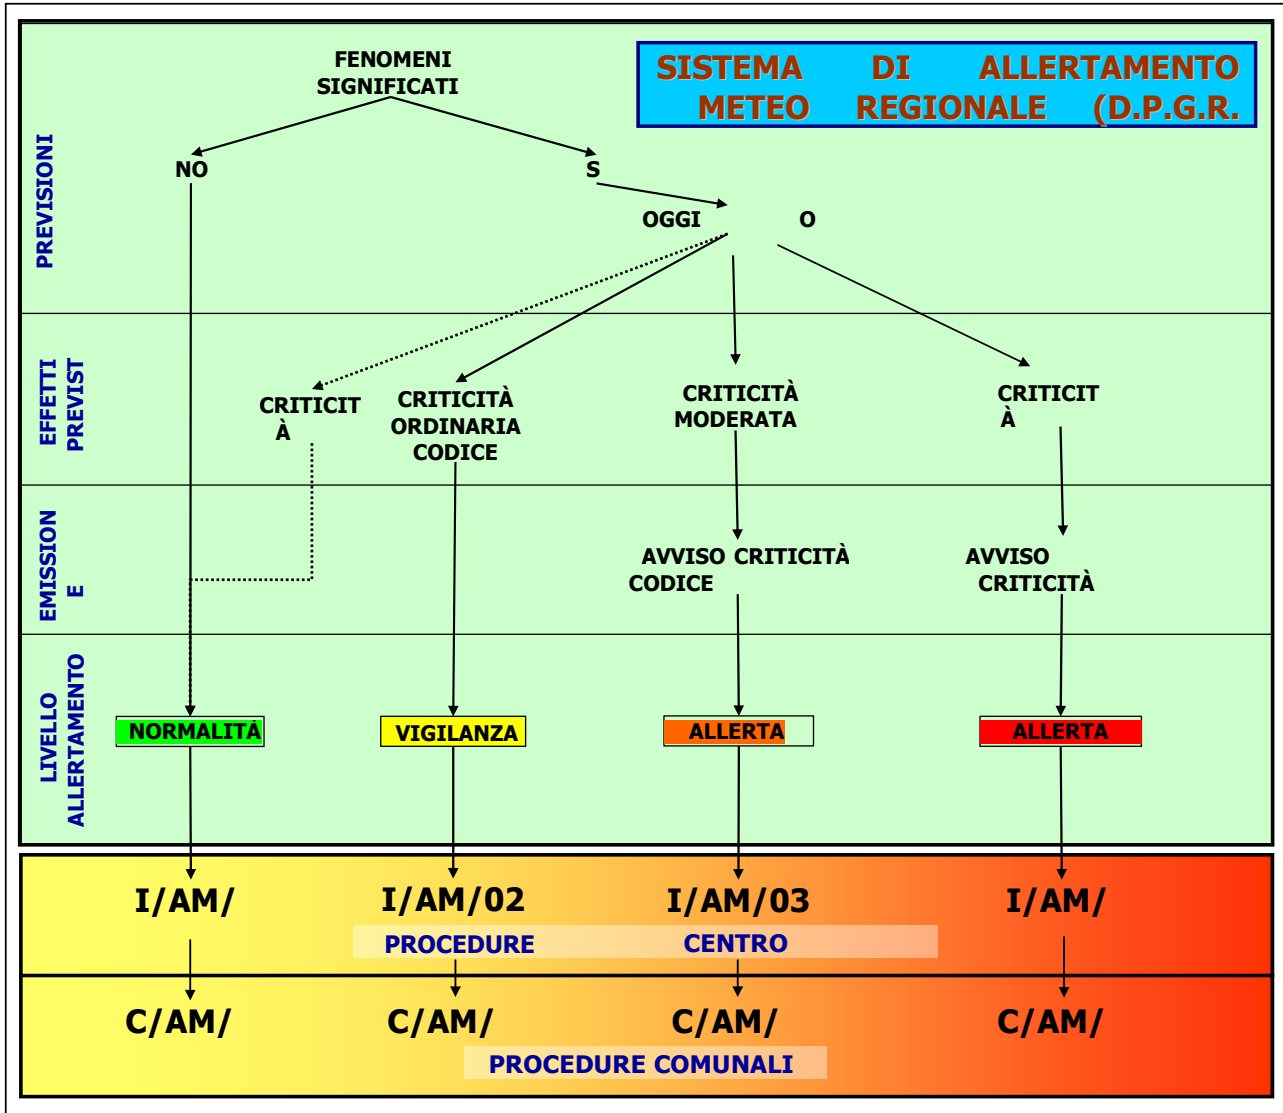 SISTEMA DI ALLERTAMENTO
METEO REGIONALE (D.P.G.R.
FENOMENI
SIGNIFICATI
PREVISIONI
NO
S
OGGI O
EFFETTI
PREVIST
CRITICIT
À
CRITICITÀ
ORDINARIA
CODICE
CRITICITÀ
MODERATA
CRITICIT
À
EMISSION
E
AVVISO CRITICITÀ
CODICE
AVVISO
CRITICITÀ
LIVELLO
ALLERTAMENTO
NORMALITÀ
VIGILANZA
ALLERTA
ALLERTA
I/AM/
I/AM/02
I/AM/03
I/AM/
PROCEDURE CENTRO
C/AM/
C/AM/
C/AM/
C/AM/
PROCEDURE COMUNALI